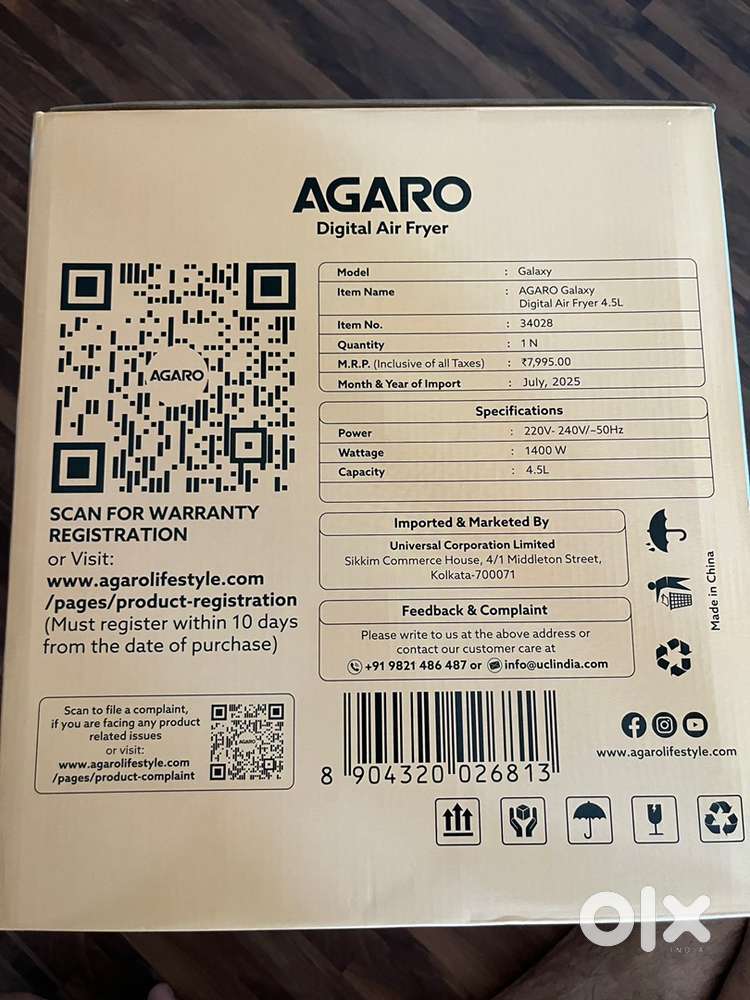 AGARO
Digital Air Fryer
AGARO
SCAN FOR WARRANTY
REGISTRATION
or Visit:
www.agarolifestyle.com
/pages/product-registration
(Must register within 10 days
from the date of purchase)
Scan to file a complaint,
if you are facing any product
related issues
or visit:
www.agarolifestyle.com
/pages/product-complaint
AGARO
Model : Galaxy
Item Name : AGARO Galaxy
Digital Air Fryer 4.5L
Item No. : 34028
Quantity : 1 N
M.R.P. (Inclusive of all Taxes) : ₹7,995.00
Month & Year of Import : July, 2025
Specifications
Power : 220V- 240V/~50Hz
Wattage : 1400 W
Capacity : 4.5L
Imported & Marketed By
Universal Corporation Limited
Sikkim Commerce House, 4/1 Middleton Street,
Kolkata-700071
Feedback & Complaint
Please write to us at the above address or
contact our customer care at
+91 9821 486 487 or info@uclindia.com
Made in China
8 904320 026813
www.agarolifestyle.com
olx
INDIA